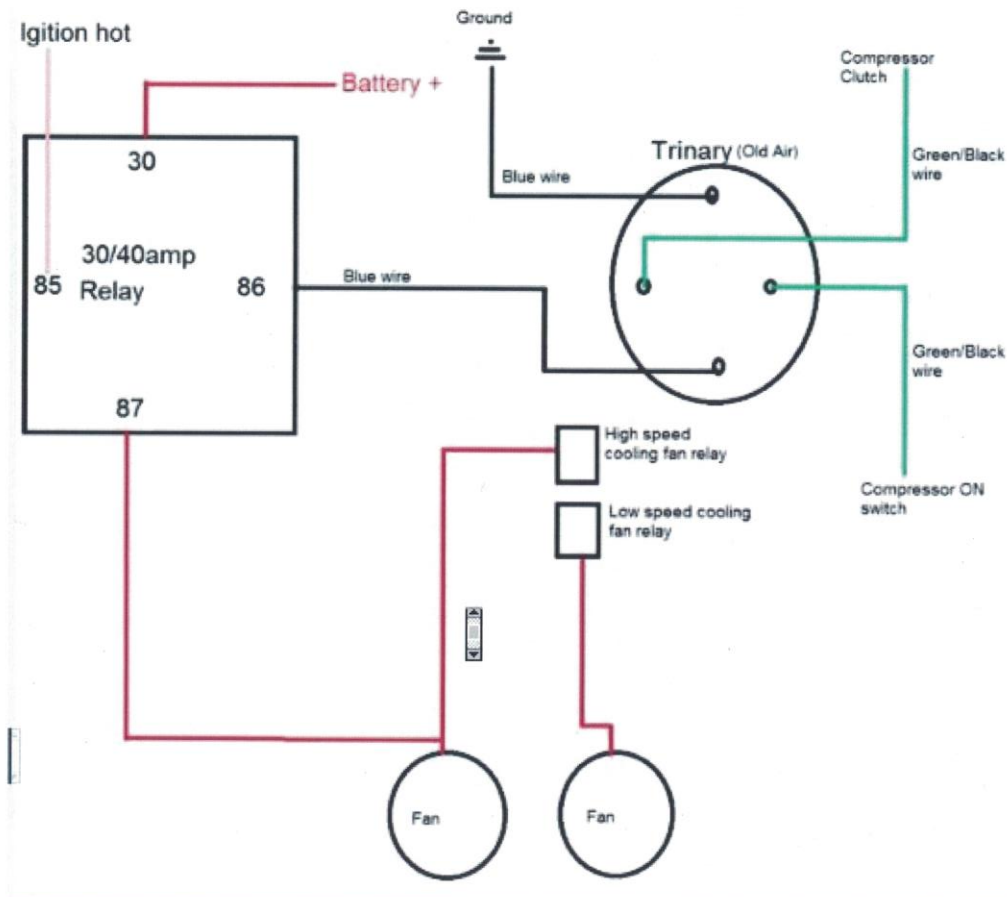 Igition hot
Ground
Battery +
Compressor
Clutch
30
Trinary (Old Air)
Green/Black
wire
Blue wire
30/40amp
Relay
85
86
Blue wire
87
Green/Black
wire
High speed
cooling fan relay
Compressor ON
switch
Low speed cooling
fan relay
Fan
Fan